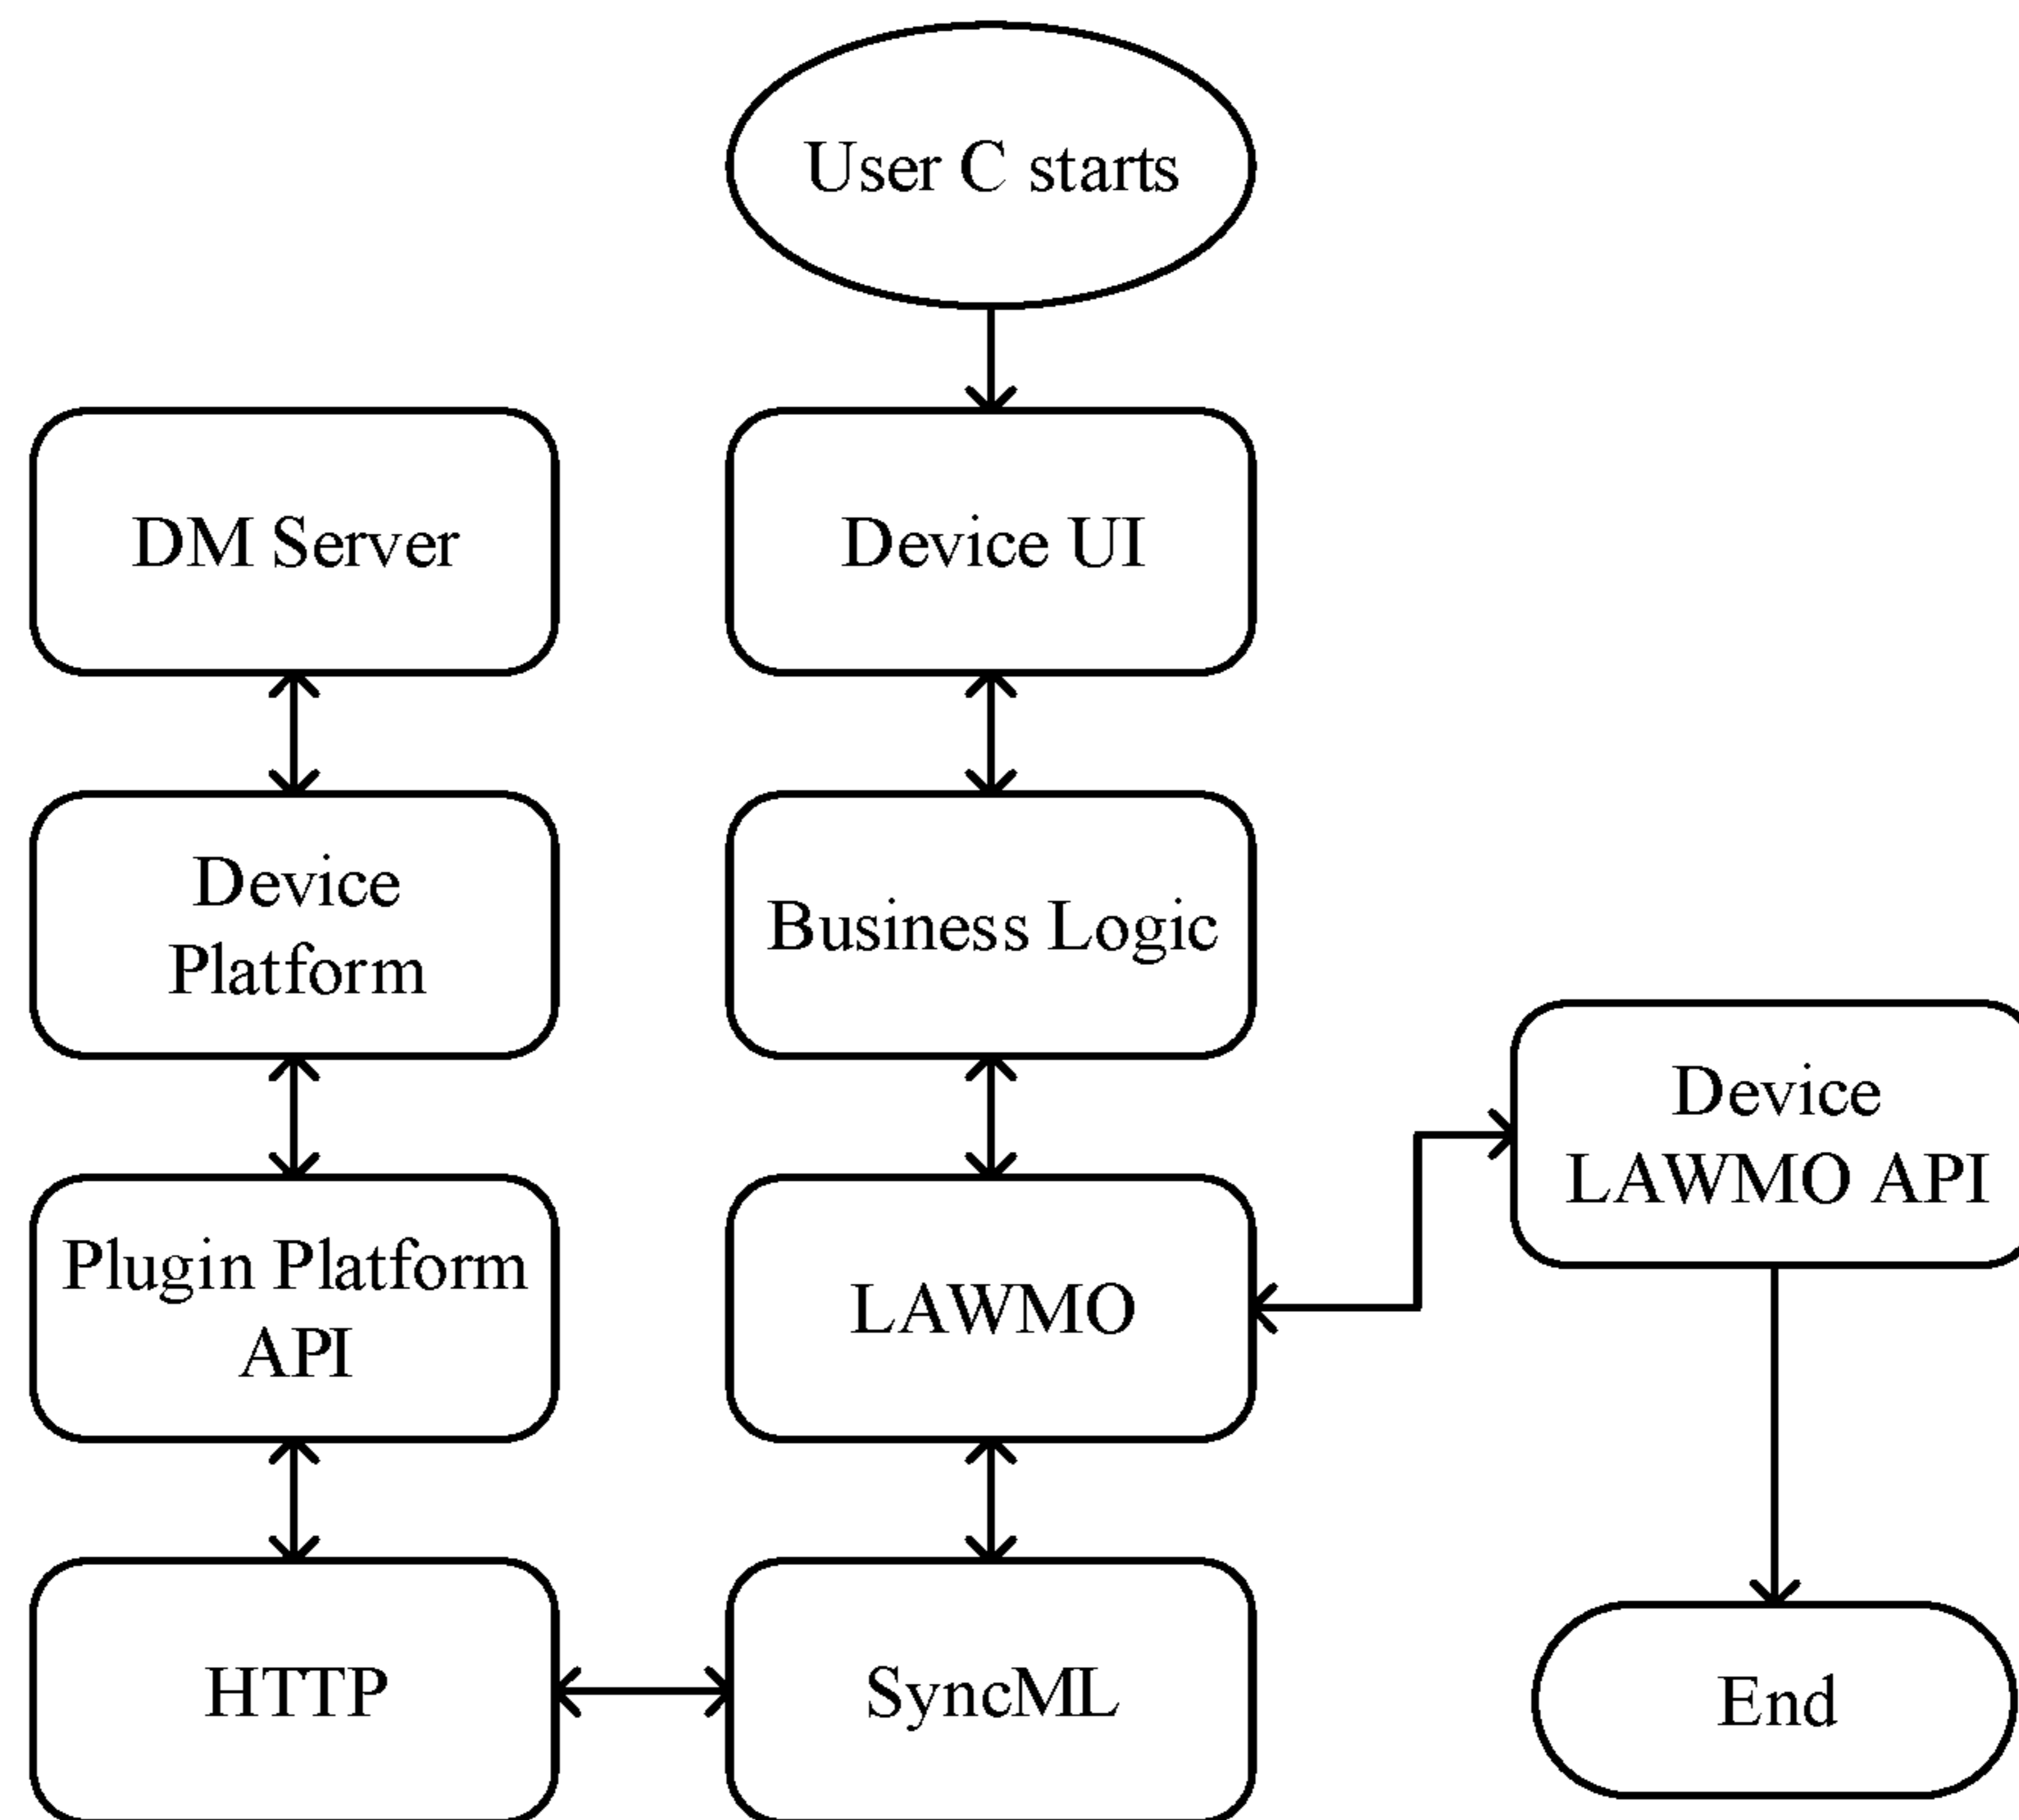 User C starts
DM Server
Device UI
Device
Platform
Business Logic
Device
LAWMO API
Plugin Platform
API
LAWMO
HTTP
SyncML
End